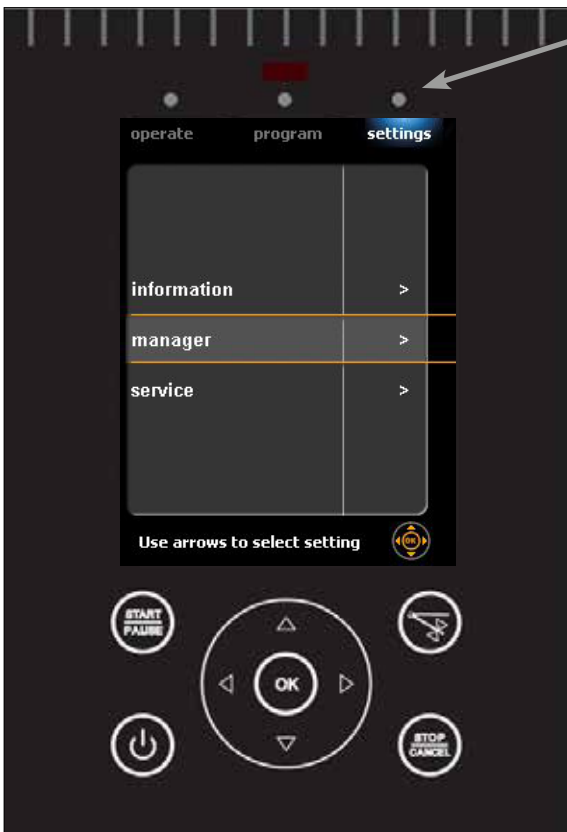 operate program settings
information >
manager >
service >
Use arrows to select setting OK
START
PAUSE
OK
STOP
CANCEL